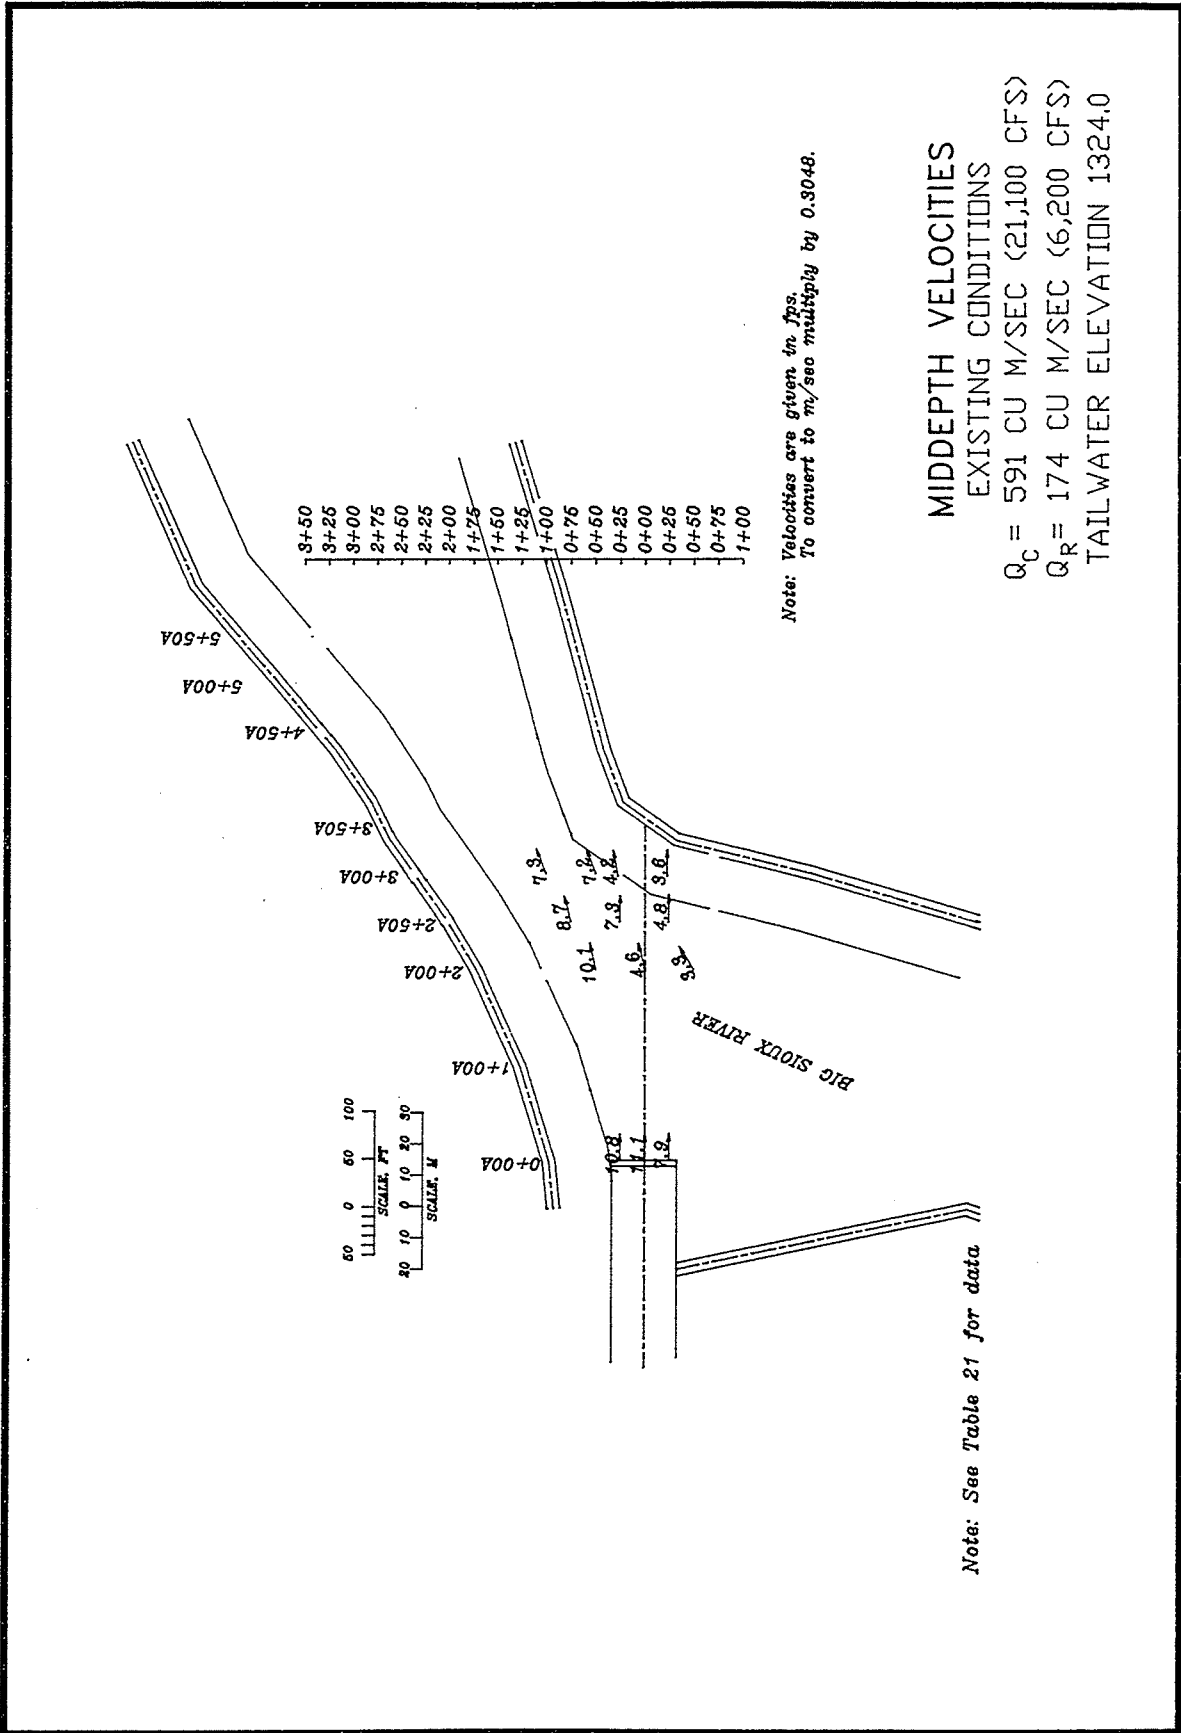 5+50A
5+00A
4+50A
3+50A
3+00A
2+50A
2+00A
1+00A
0+00A
3+50
3+25
3+00
2+75
2+50
2+25
2+00
1+75
1+50
1+25
1+00
0+75
0+50
0+25
0+00
0+25
0+50
0+75
1+00
50 0 50 100
SCALE, FT
20 10 0 10 20 30
SCALE, M
7.3
7.2
4.2
3.6
8.7
7.3
4.8
10.1
4.6
3.3
10.8
11.1
7.9
BIG SIOUX RIVER
Note: Velocities are given in fps.
To convert to m/sec multiply by 0.3048.
Note: See Table 21 for data
MIDDEPTH VELOCITIES
EXISTING CONDITIONS
QC = 591 CU M/SEC (21,100 CFS)
QR = 174 CU M/SEC (6,200 CFS)
TAILWATER ELEVATION 1324.0